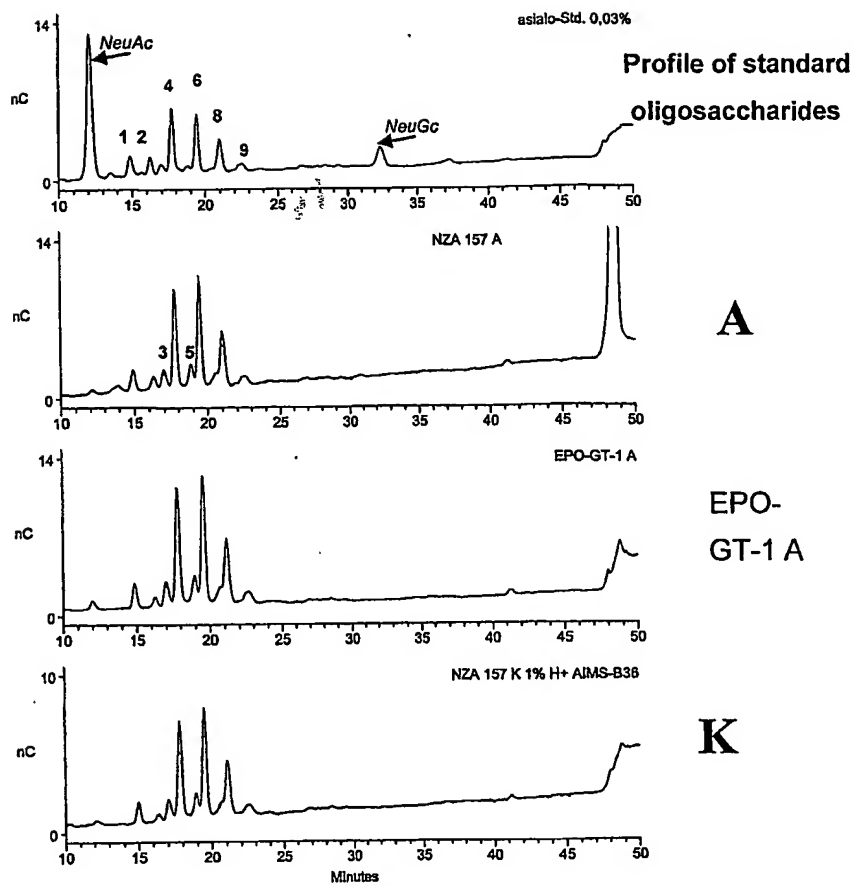 asialo-Std. 0,03%
14
NeuAc
nC
1 2 4 6 8 9
NeuGc
0
10 15 20 30 35 40 45 50
Profile of standard
oligosaccharides
NZA 157 A
14
nC
3 5
0
10 15 20 25 30 35 40 45 50
A
EPO-GT-1 A
14
nC
0
10 15 20 25 30 35 40 45 50
EPO-
GT-1 A
NZA 157 K 1% H+ AIMS-B36
10
nC
0
10 15 20 25 30 35 40 45 50
Minutes
K